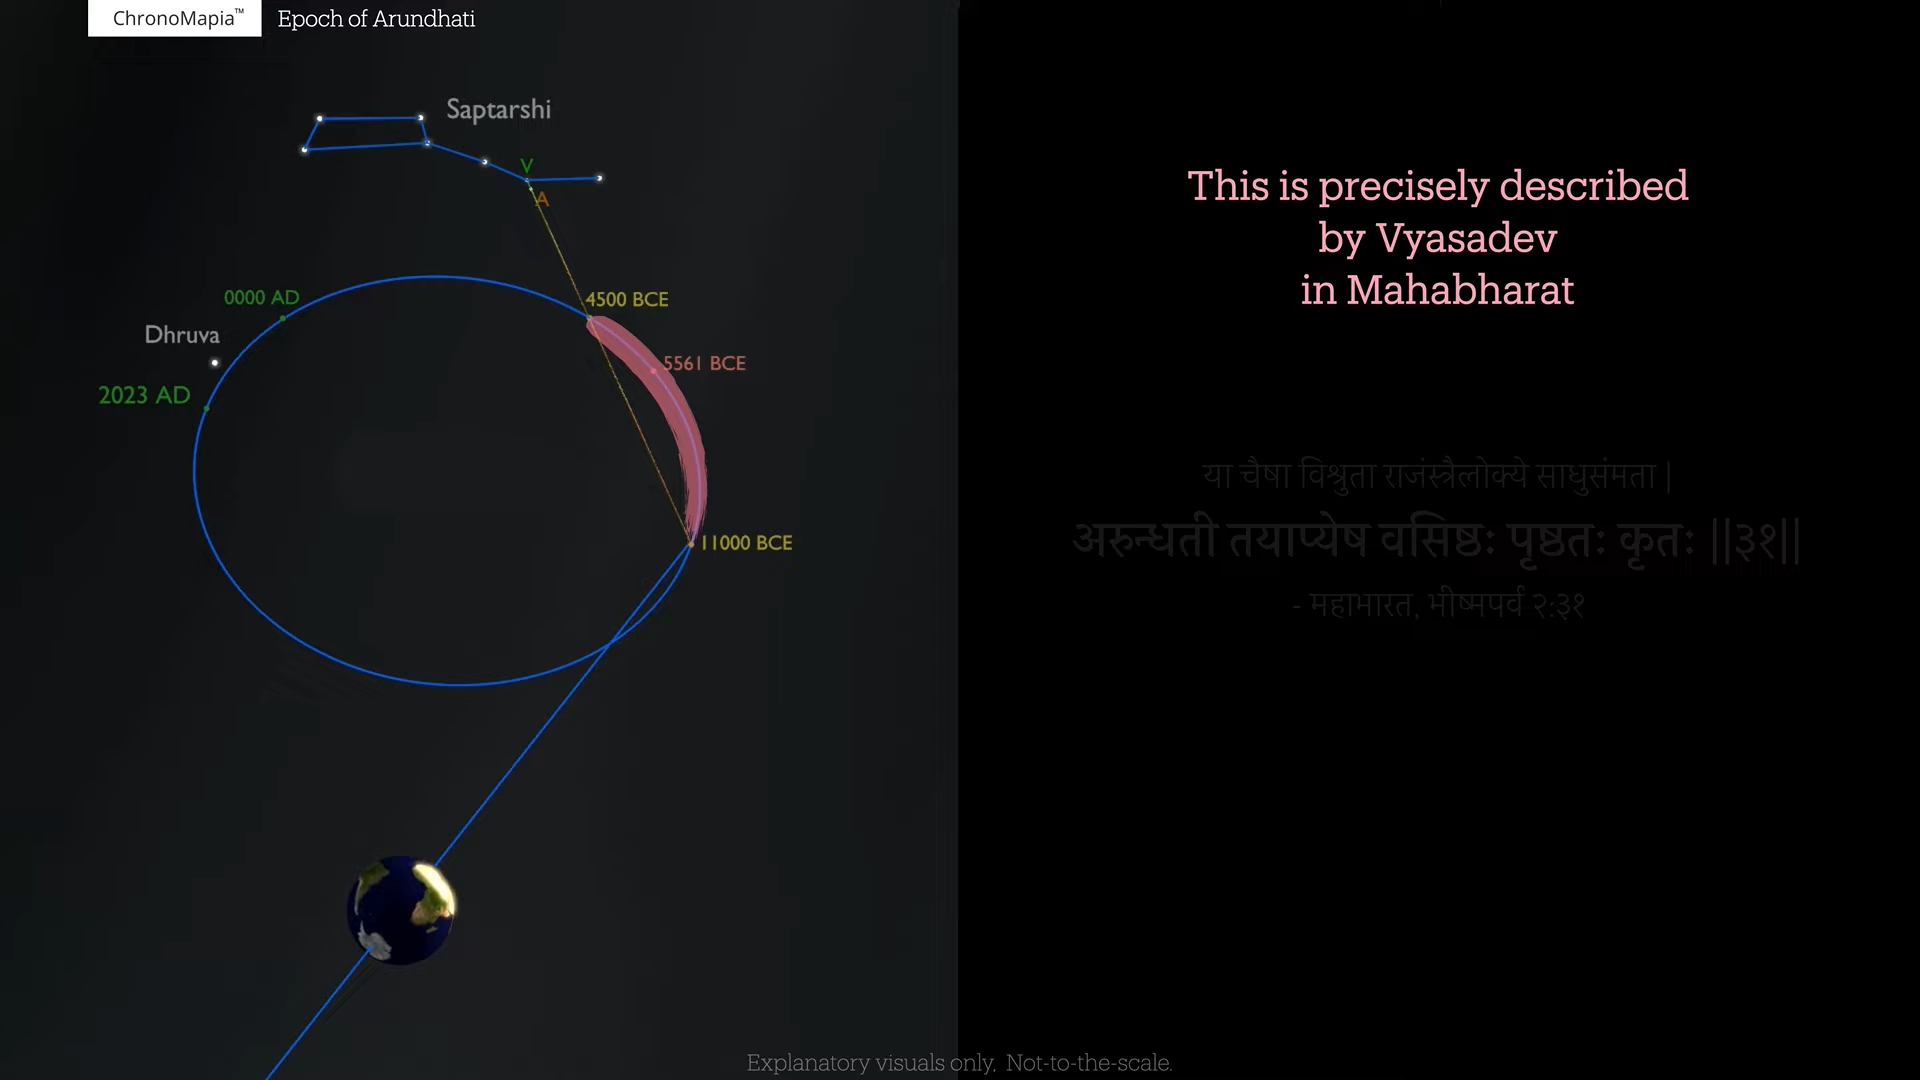 ChronoMapia™ Epoch of Arundhati
Saptarshi
V
A
0000 AD
4500 BCE
Dhruva
5561 BCE
2023 AD
11000 BCE
This is precisely described
by Vyasadev
in Mahabharat
या चैषा विश्रुता राजंस्त्रैलोक्ये साधुसंमता |
अरुन्धती तयाप्येष वसिष्ठः पृष्ठतः कृतः ||३१||
- महाभारत, भीष्मपर्व २:३१
Explanatory visuals only, Not-to-the-scale.